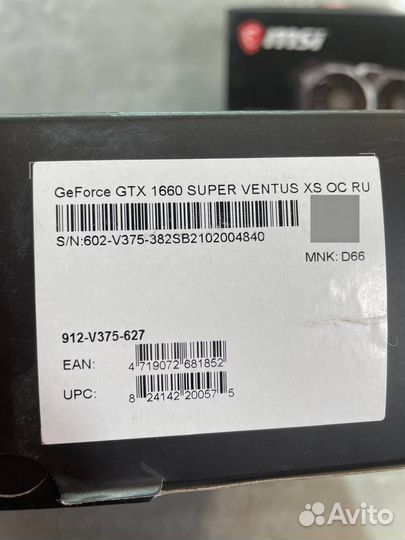 msi
GeForce GTX 1660 SUPER VENTUS XS OC RU
S/N:602-V375-382SB2102004840
MNK: D66
912-V375-627
EAN: 4 719072 681852
UPC: 8 24142 20057 5
Avito